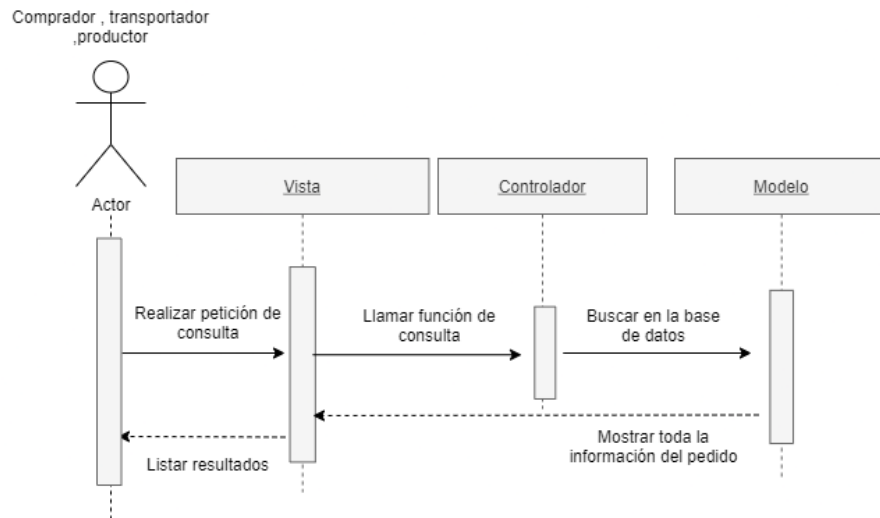 Comprador , transportador
,productor
Actor
Vista
Controlador
Modelo
Realizar petición de
consulta
Llamar función de
consulta
Buscar en la base
de datos
Mostrar toda la
información del pedido
Listar resultados